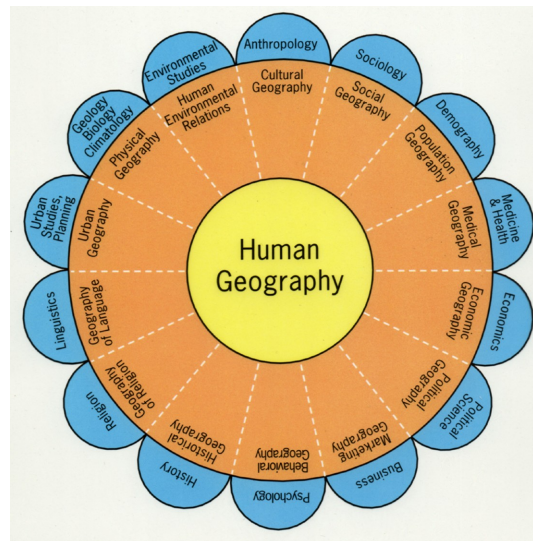 Human
Geography
Anthropology
Cultural
Geography
Sociology
Social
Geography
Demography
Population
Geography
Medicine
& Health
Medical
Geography
Economics
Economic
Geography
Political
Science
Political
Geography
Business
Marketing
Geography
Psychology
Behavioral
Geography
History
Historical
Geography
Religion
Geography
of Religion
Linguistics
Geography
of Language
Urban
Studies,
Planning
Urban
Geography
Geology
Biology
Climatology
Physical
Geography
Environmental
Studies
Human
Environmental
Relations